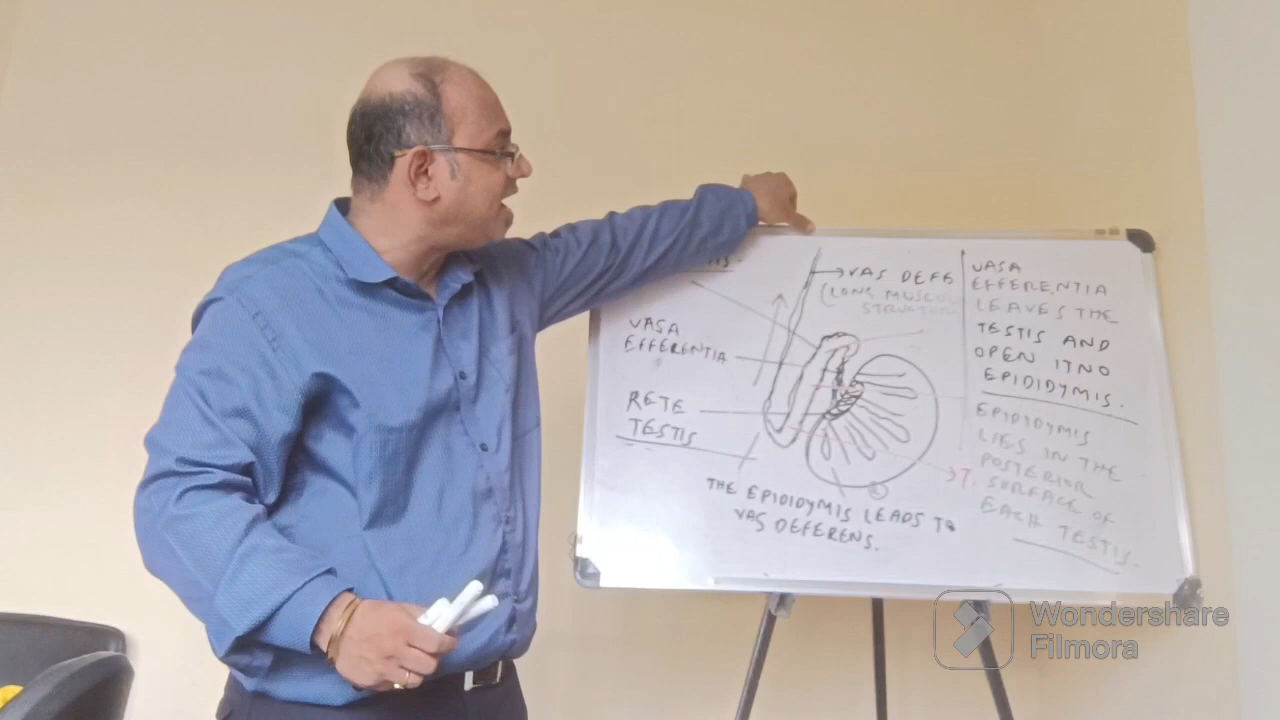 VAS DEFE
(LONG MUSCU
STRUCTURE
VASA
EFFERENTIA
RETE
TESTIS
THE EPIDIDYMIS LEADS TO
VAS DEFERENS.
VASA
EFFERENTIA
LEAVES THE
TESTIS AND
OPEN ITNO
EPIDIDYMIS.
EPIDIDYMIS
LIES IN THE
POSTERIOR
SURFACE OF
EACH TESTIS.
T.
Wondershare
Filmora